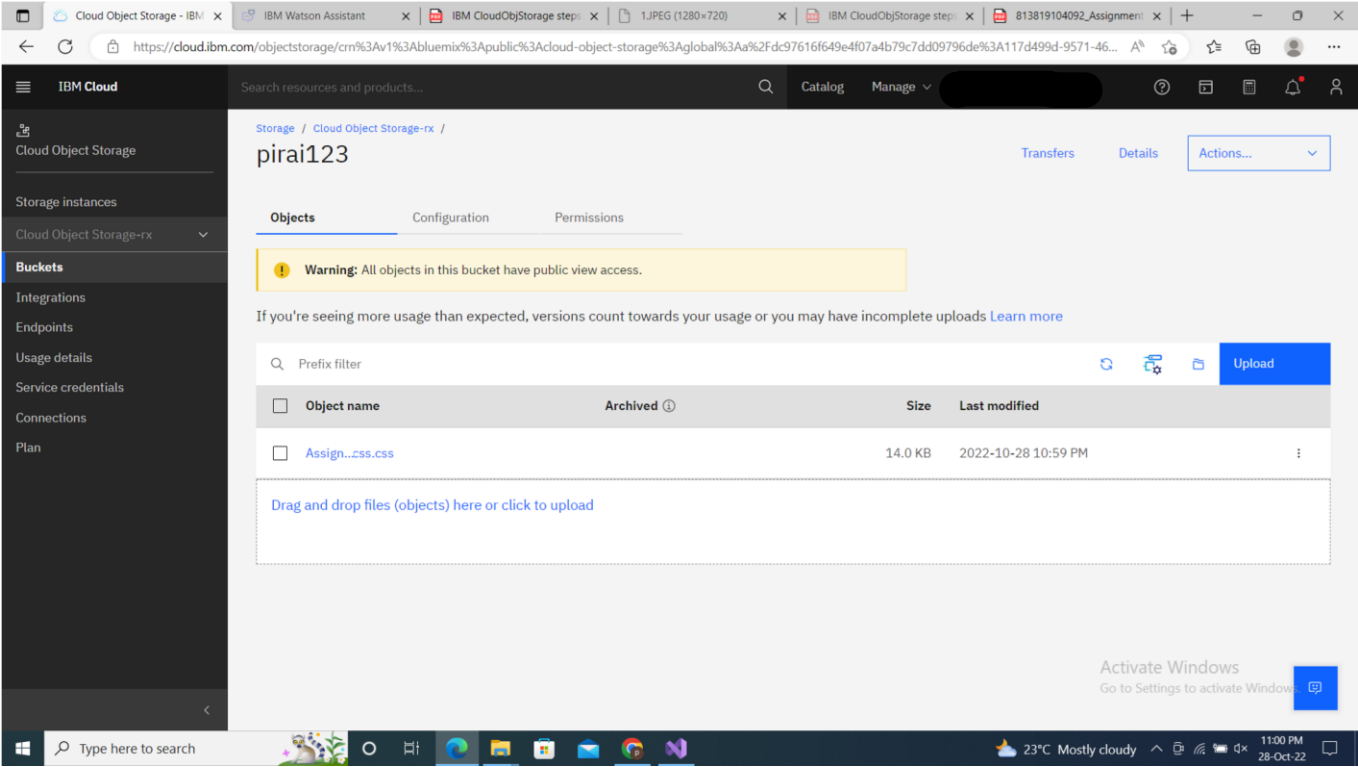 Cloud Object Storage - IBM
IBM Watson Assistant
IBM CloudObjStorage steps
1.JPEG (1280×720)
IBM CloudObjStorage steps
813819104092_Assignment
https://cloud.ibm.com/objectstorage/crn%3Av1%3Abluemix%3Apublic%3Acloud-object-storage%3Aglobal%3Aa%2Fdc97616f649e4f07a4b79c7dd09796de%3A117d499d-9571-46...
IBM Cloud
Search resources and products...
Catalog
Manage
Cloud Object Storage
Storage instances
Cloud Object Storage-rx
Buckets
Integrations
Endpoints
Usage details
Service credentials
Connections
Plan
Storage / Cloud Object Storage-rx /
pirai123
Transfers
Details
Actions...
Objects
Configuration
Permissions
Warning: All objects in this bucket have public view access.
If you're seeing more usage than expected, versions count towards your usage or you may have incomplete uploads Learn more
Prefix filter
Upload
Object name
Archived
Size
Last modified
Assign...css.css
14.0 KB
2022-10-28 10:59 PM
Drag and drop files (objects) here or click to upload
Activate Windows
Go to Settings to activate Windows.
Type here to search
23°C Mostly cloudy
11:00 PM
28-Oct-22